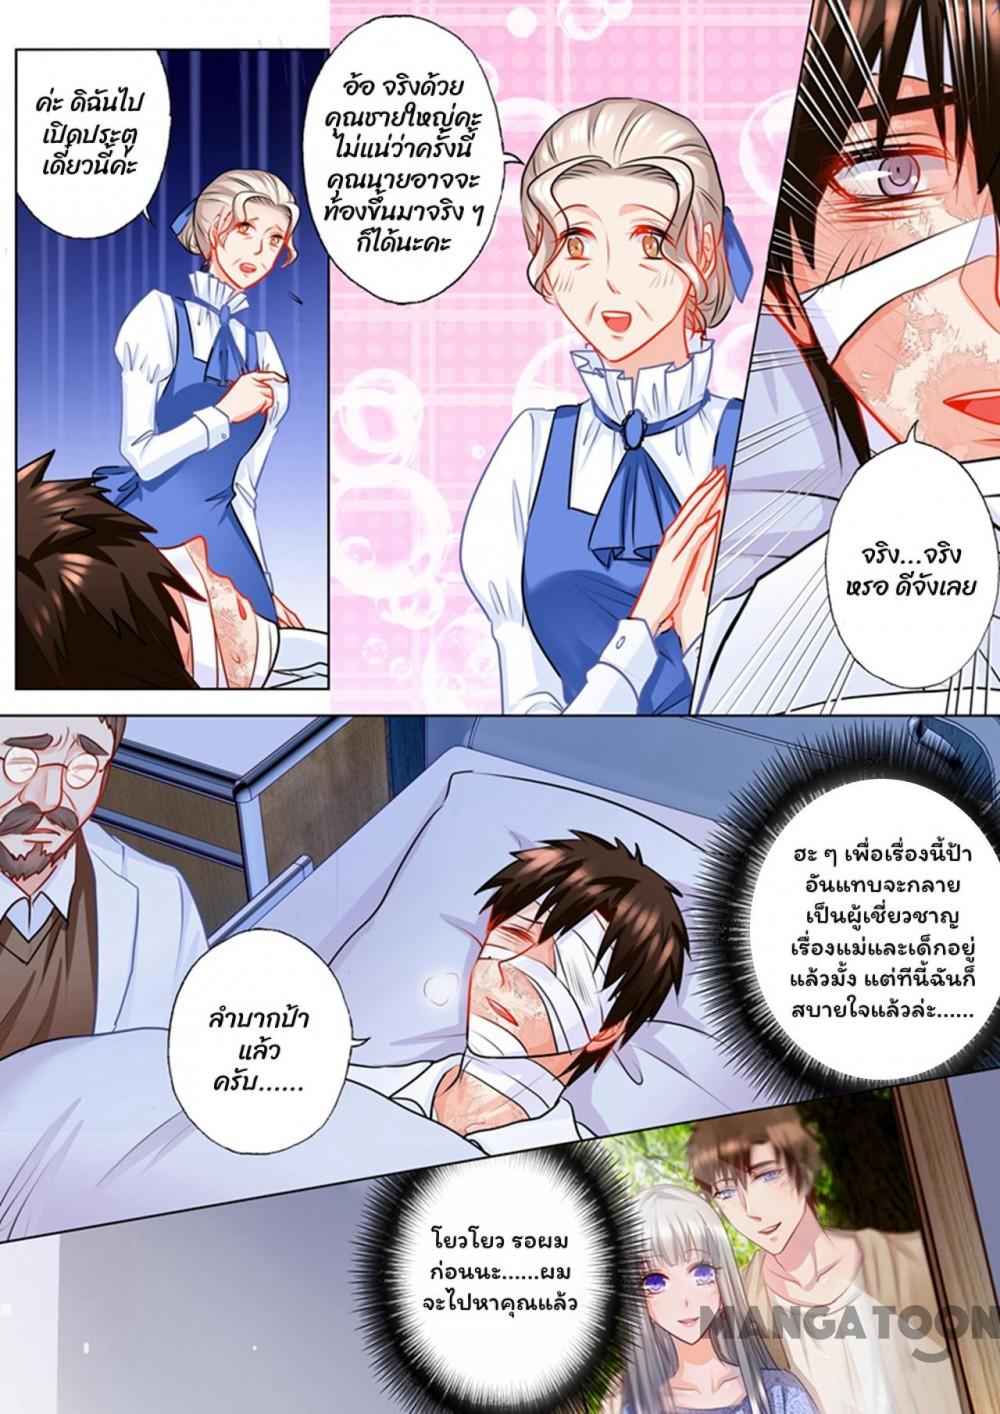 ค่ะ ดิฉันไป
เปิดประตู
เดี๋ยวนี้ค่ะ
อ้อ จริงด้วย
คุณชายใหญ่คะ
ไม่แน่ว่าครั้งนี้
คุณนายอาจจะ
ท้องขึ้นมาจริง ๆ
ก็ได้นะคะ
จริง...จริง
หรอ ดีจังเลย
ฮะ ๆ เพื่อเรื่องนี้ป้า
อันแทบจะกลาย
เป็นผู้เชี่ยวชาญ
เรื่องแม่และเด็กอยู่
แล้วมั้ง แต่ทีนี้ฉันก็
สบายใจแล้วล่ะ......
ลำบากป้า
แล้ว
ครับ......
โยวโยว รอผม
ก่อนนะ......ผม
จะไปหาคุณแล้ว
MANGATOON